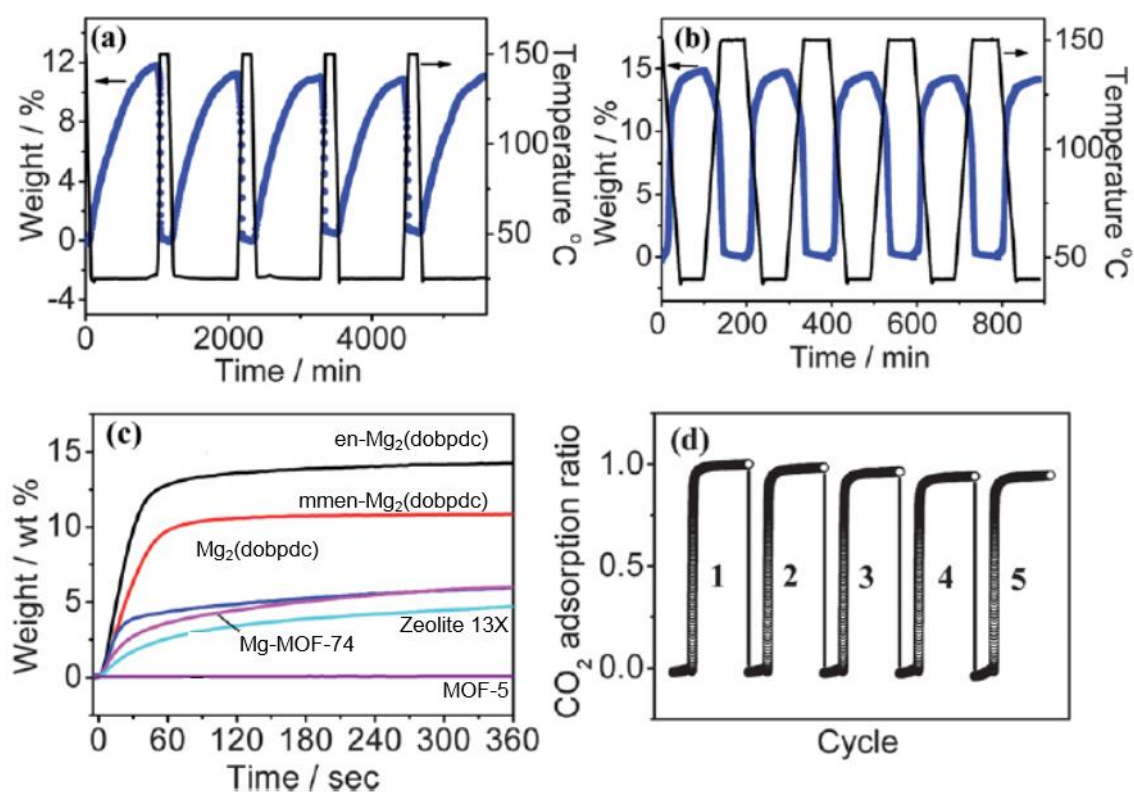 (a)
12
8
4
0
-4
Weight / %
0
2000
4000
Time / min
150
100
50
Temperature °C
(b)
15
10
5
0
Weight / %
0
200
400
600
800
Time / min
150
100
50
Temperature °C
(c)
15
10
5
0
Weight / wt %
en-Mg₂(dobpdc)
mmen-Mg₂(dobpdc)
Mg₂(dobpdc)
Zeolite 13X
Mg-MOF-74
MOF-5
0
60
120
180
240
300
360
Time / sec
(d)
1.0
0.5
0.0
CO₂ adsorption ratio
1
2
3
4
5
Cycle